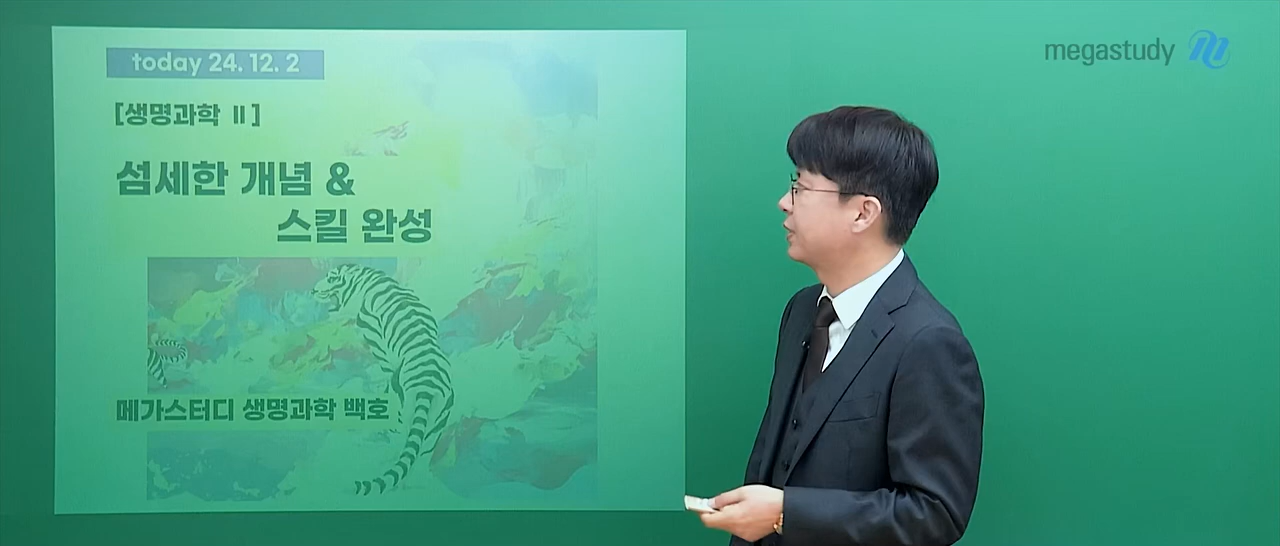 today 24. 12. 2
[생명과학 II]
섬세한 개념 &
스킬 완성
메가스터디 생명과학 백호
megastudy